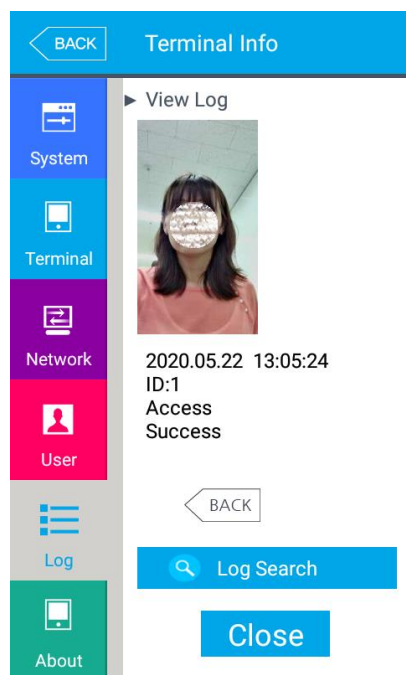 BACK
Terminal Info
System
Terminal
Network
User
Log
About
▶ View Log
2020.05.22 13:05:24
ID:1
Access
Success
BACK
Log Search
Close